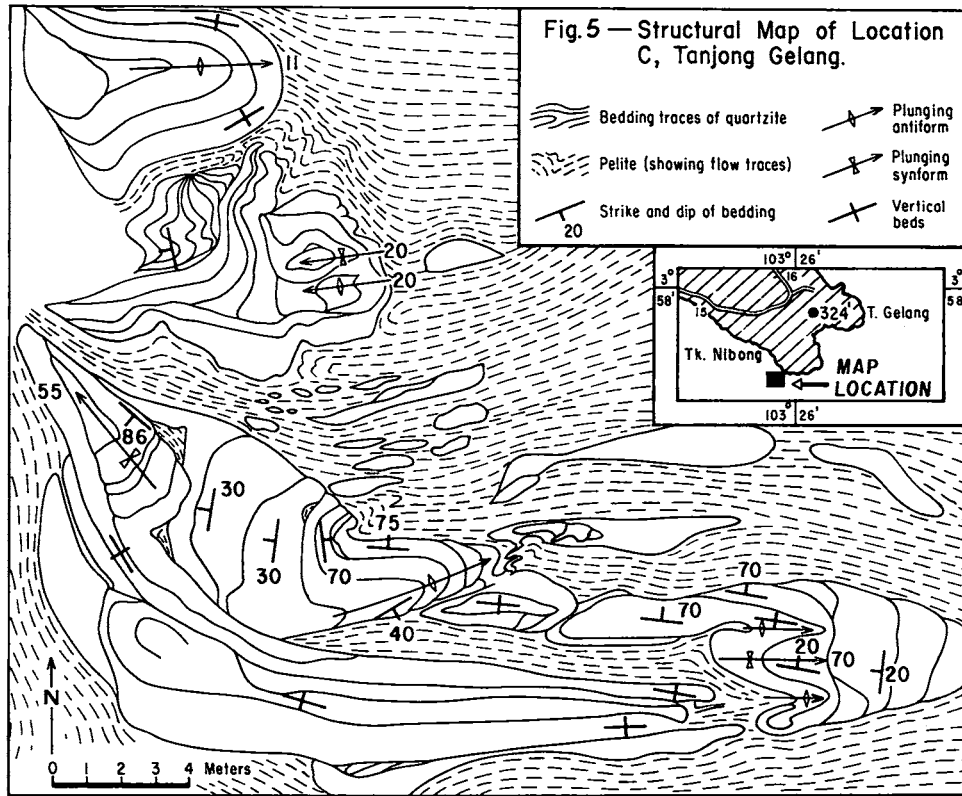 Fig. 5 — Structural Map of Location
C, Tanjong Gelang.
Bedding traces of quartzite
Plunging
antiform
Pelite (showing flow traces)
Plunging
synform
Strike and dip of bedding
20
Vertical
beds
11
20
20
103° 26'
3°
58'
3°
58'
16
15
324'
T. Gelang
Tk. Nibong
MAP
LOCATION
103° 26'
55
86
30
30
75
70
40
70
70
20
70
20
N
0 1 2 3 4 Meters